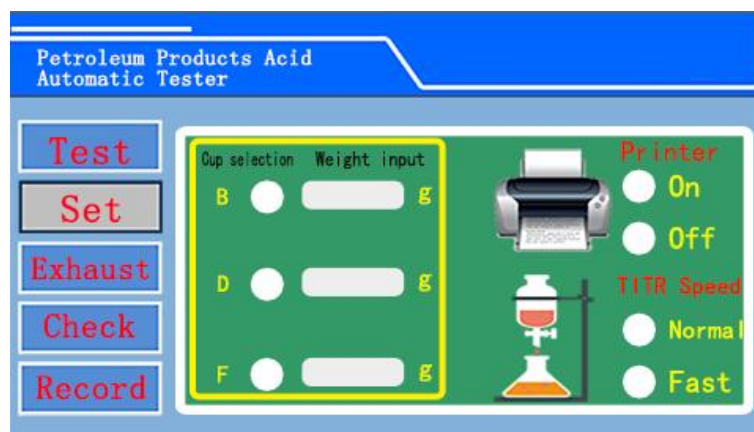 Petroleum Products Acid
Automatic Tester
Test
Set
Exhaust
Check
Record
Cup selection Weight input
B g
D g
F g
Printer
On
Off
TITR Speed
Normal
Fast